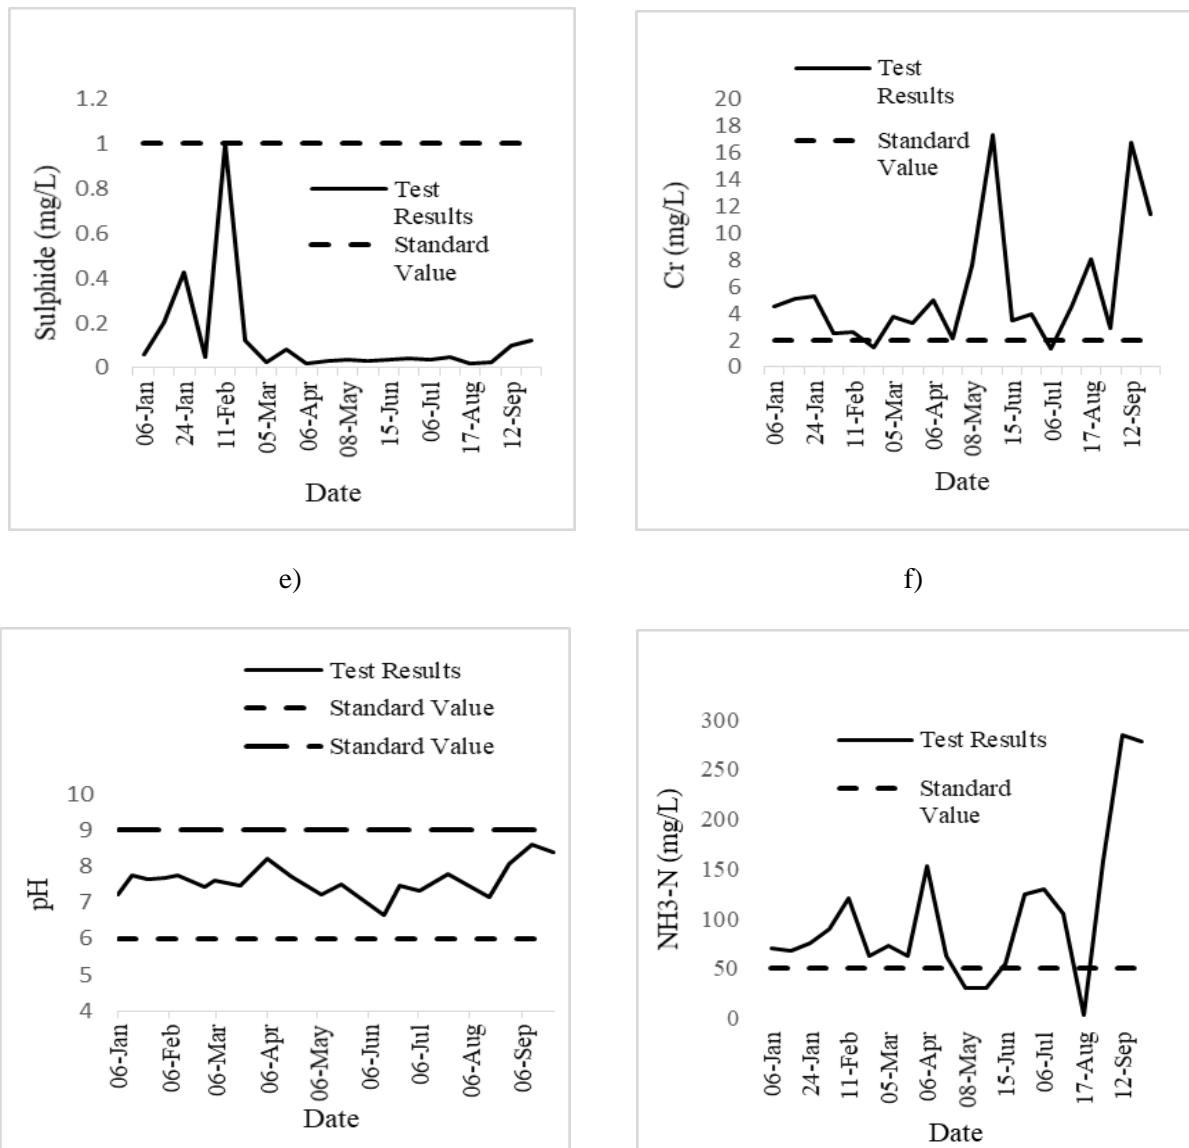 Test
Results
Standard
Value
1.2
1
0.8
0.6
0.4
0.2
0
Sulphide (mg/L)
06-Jan
24-Jan
11-Feb
05-Mar
06-Apr
08-May
15-Jun
06-Jul
17-Aug
12-Sep
Date
Test
Results
Standard
Value
20
18
16
14
12
10
8
6
4
2
0
Cr (mg/L)
06-Jan
24-Jan
11-Feb
05-Mar
06-Apr
08-May
15-Jun
06-Jul
17-Aug
12-Sep
Date
e)
f)
Test Results
Standard Value
Standard Value
10
9
8
7
6
5
4
pH
06-Jan
06-Feb
06-Mar
06-Apr
06-May
06-Jun
06-Jul
06-Aug
06-Sep
Date
Test Results
Standard
Value
300
250
200
150
100
50
0
NH3-N (mg/L)
06-Jan
24-Jan
11-Feb
05-Mar
06-Apr
08-May
15-Jun
06-Jul
17-Aug
12-Sep
Date